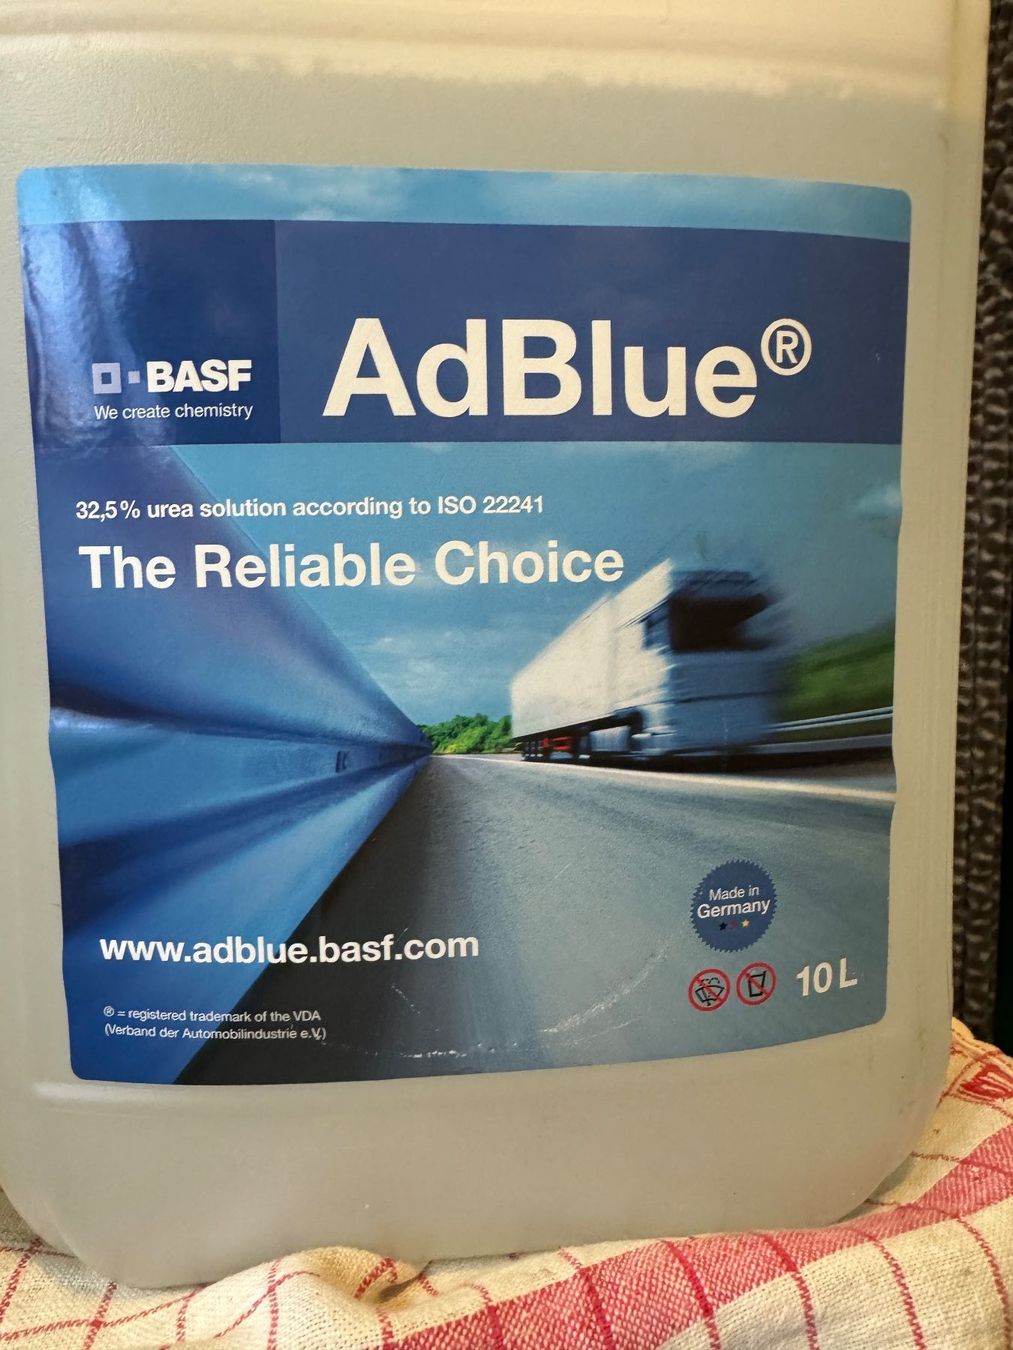 BASF
We create chemistry
AdBlue®
32,5% urea solution according to ISO 22241
The Reliable Choice
www.adblue.basf.com
® = registered trademark of the VDA
(Verband der Automobilindustrie e.V.)
Made in
Germany
10 L